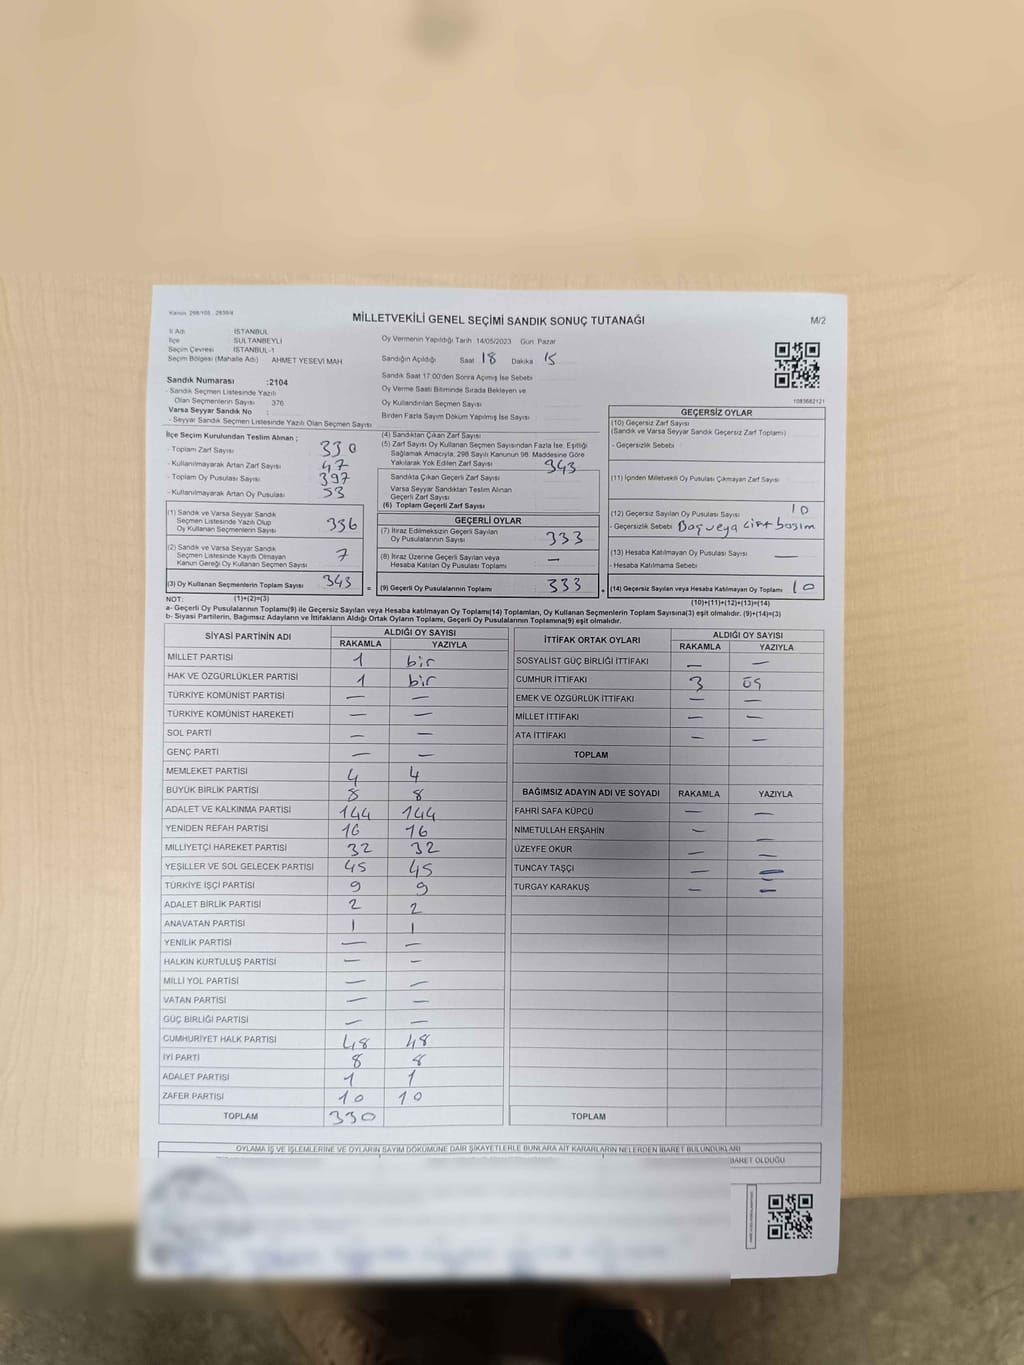 Kanun 298/105 , 2839/4
MİLLETVEKİLİ GENEL SEÇİMİ SANDIK SONUÇ TUTANAĞI
M/2
İl Adı İSTANBUL
İlçe SULTANBEYLİ
Seçim Çevresi İSTANBUL-1
Seçim Bölgesi (Mahalle Adı) AHMET YESEVİ MAH
Sandık Numarası :2104
- Sandık Seçmen Listesinde Yazılı
Olan Seçmenlerin Sayısı 376
Varsa Seyyar Sandık No :
- Seyyar Sandık Seçmen Listesinde Yazılı Olan Seçmen Sayısı
Oy Vermenin Yapıldığı Tarih 14/05/2023 Gün Pazar
Sandığın Açıldığı Saat 18 Dakika 15
Sandık Saat 17.00'den Sonra Açımış İse Sebebi
Oy Verme Saati Bitiminde Sırada Bekleyen ve
Oy Kullandırılan Seçmen Sayısı
Birden Fazla Sayım Döküm Yapılmış İse Sayısı
1083682121
İlçe Seçim Kurulundan Teslim Alınan ;
- Toplam Zarf Sayısı 330
- Kullanılmayarak Artan Zarf Sayısı 47
- Toplam Oy Pusulası Sayısı 397
- Kullanılmayarak Artan Oy Pusulası 53
(1) Sandık ve Varsa Seyyar Sandık
Seçmen Listesinde Yazılı Olup
Oy Kullanan Seçmenlerin Sayısı 336
(2) Sandık ve Varsa Seyyar Sandık
Seçmen Listesinde Kayıtlı Olmayan
Kanun Gereği Oy Kullanan Seçmen Sayısı 7
(3) Oy Kullanan Seçmenlerin Toplam Sayısı 343 =
(4) Sandıktan Çıkan Zarf Sayısı
(5) Zarf Sayısı Oy Kullanan Seçmen Sayısından Fazla İse, Eşitliği
Sağlamak Amacıyla; 298 Sayılı Kanunun 98. Maddesine Göre
Yakılarak Yok Edilen Zarf Sayısı 343
Sandıkta Çıkan Geçerli Zarf Sayısı
Varsa Seyyar Sandıktan Teslim Alınan
Geçerli Zarf Sayısı
(6) Toplam Geçerli Zarf Sayısı
GEÇERLİ OYLAR
(7) İtiraz Edilmeksizin Geçerli Sayılan
Oy Pusulalarının Sayısı 333
(8) İtiraz Üzerine Geçerli Sayılan veya
Hesaba Katılan Oy Pusulası Toplamı —
(9) Geçerli Oy Pusulalarının Toplamı 333 +
GEÇERSİZ OYLAR
(10) Geçersiz Zarf Sayısı
(Sandık ve Varsa Seyyar Sandık Geçersiz Zarf Toplamı)
- Geçersizlik Sebebi
(11) İçinden Milletvekili Oy Pusulası Çıkmayan Zarf Sayısı
(12) Geçersiz Sayılan Oy Pusulası Sayısı 10
- Geçersizlik Sebebi Boş veya çift basım
(13) Hesaba Katılmayan Oy Pusulası Sayısı —
- Hesaba Katılmama Sebebi
(14) Geçersiz Sayılan veya Hesaba Katılmayan Oy Toplamı 10
NOT: (1)+(2)=(3)
(10)+(11)+(12)+(13)=(14)
a- Geçerli Oy Pusulalarının Toplamı(9) ile Geçersiz Sayılan veya Hesaba katılmayan Oy Toplamı(14) Toplamları, Oy Kullanan Seçmenlerin Toplam Sayısına(3) eşit olmalıdır. (9)+(14)=(3)
b- Siyasi Partilerin, Bağımsız Adayların ve İttifakların Aldığı Ortak Oyların Toplamı, Geçerli Oy Pusulalarının Toplamına(9) eşit olmalıdır.
SİYASİ PARTİNİN ADI ALDIĞI OY SAYISI
RAKAMLA YAZIYLA
MİLLET PARTİSİ 1 bir
HAK VE ÖZGÜRLÜKLER PARTİSİ 1 bir
TÜRKİYE KOMÜNİST PARTİSİ — —
TÜRKİYE KOMÜNİST HAREKETİ — —
SOL PARTİ — —
GENÇ PARTİ — —
MEMLEKET PARTİSİ 4 4
BÜYÜK BİRLİK PARTİSİ 8 8
ADALET VE KALKINMA PARTİSİ 144 144
YENİDEN REFAH PARTİSİ 16 16
MİLLİYETÇİ HAREKET PARTİSİ 32 32
YEŞİLLER VE SOL GELECEK PARTİSİ 45 45
TÜRKİYE İŞÇİ PARTİSİ 9 9
ADALET BİRLİK PARTİSİ 2 2
ANAVATAN PARTİSİ 1 1
YENİLİK PARTİSİ — —
HALKIN KURTULUŞ PARTİSİ — —
MİLLİ YOL PARTİSİ — —
VATAN PARTİSİ — —
GÜÇ BİRLİĞİ PARTİSİ — —
CUMHURİYET HALK PARTİSİ 48 48
İYİ PARTİ 8 8
ADALET PARTİSİ 1 1
ZAFER PARTİSİ 10 10
TOPLAM 330
İTTİFAK ORTAK OYLARI ALDIĞI OY SAYISI
RAKAMLA YAZIYLA
SOSYALİST GÜÇ BİRLİĞİ İTTİFAKI — —
CUMHUR İTTİFAKI 3 üç
EMEK VE ÖZGÜRLÜK İTTİFAKI — —
MİLLET İTTİFAKI — —
ATA İTTİFAKI — —
TOPLAM
BAĞIMSIZ ADAYIN ADI VE SOYADI RAKAMLA YAZIYLA
FAHRİ SAFA KÜPCÜ — —
NİMETULLAH ERŞAHİN — —
ÜZEYFE OKUR — —
TUNCAY TAŞÇI — —
TURGAY KARAKUŞ — —
TOPLAM
OYLAMA İŞ VE İŞLEMLERİNE VE OYLARIN SAYIM DÖKÜMÜNE DAİR ŞİKAYETLERLE BUNLARA AİT KARARLARIN NELERDEN İBARET BULUNDUKLARI
BARET OLDUĞU